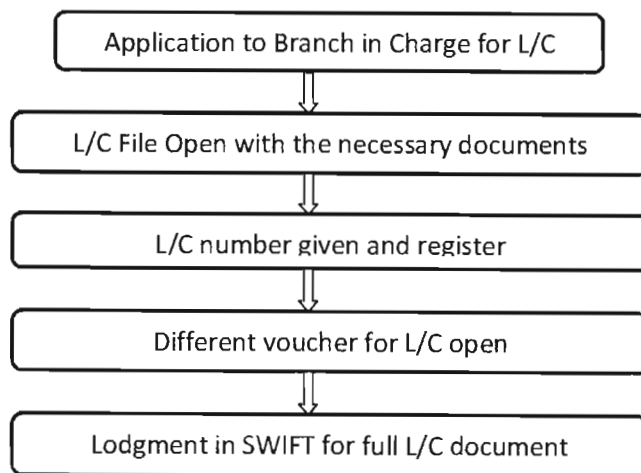 Application to Branch in Charge for L/C
L/C File Open with the necessary documents
L/C number given and register
Different voucher for L/C open
Lodgment in SWIFT for full L/C document